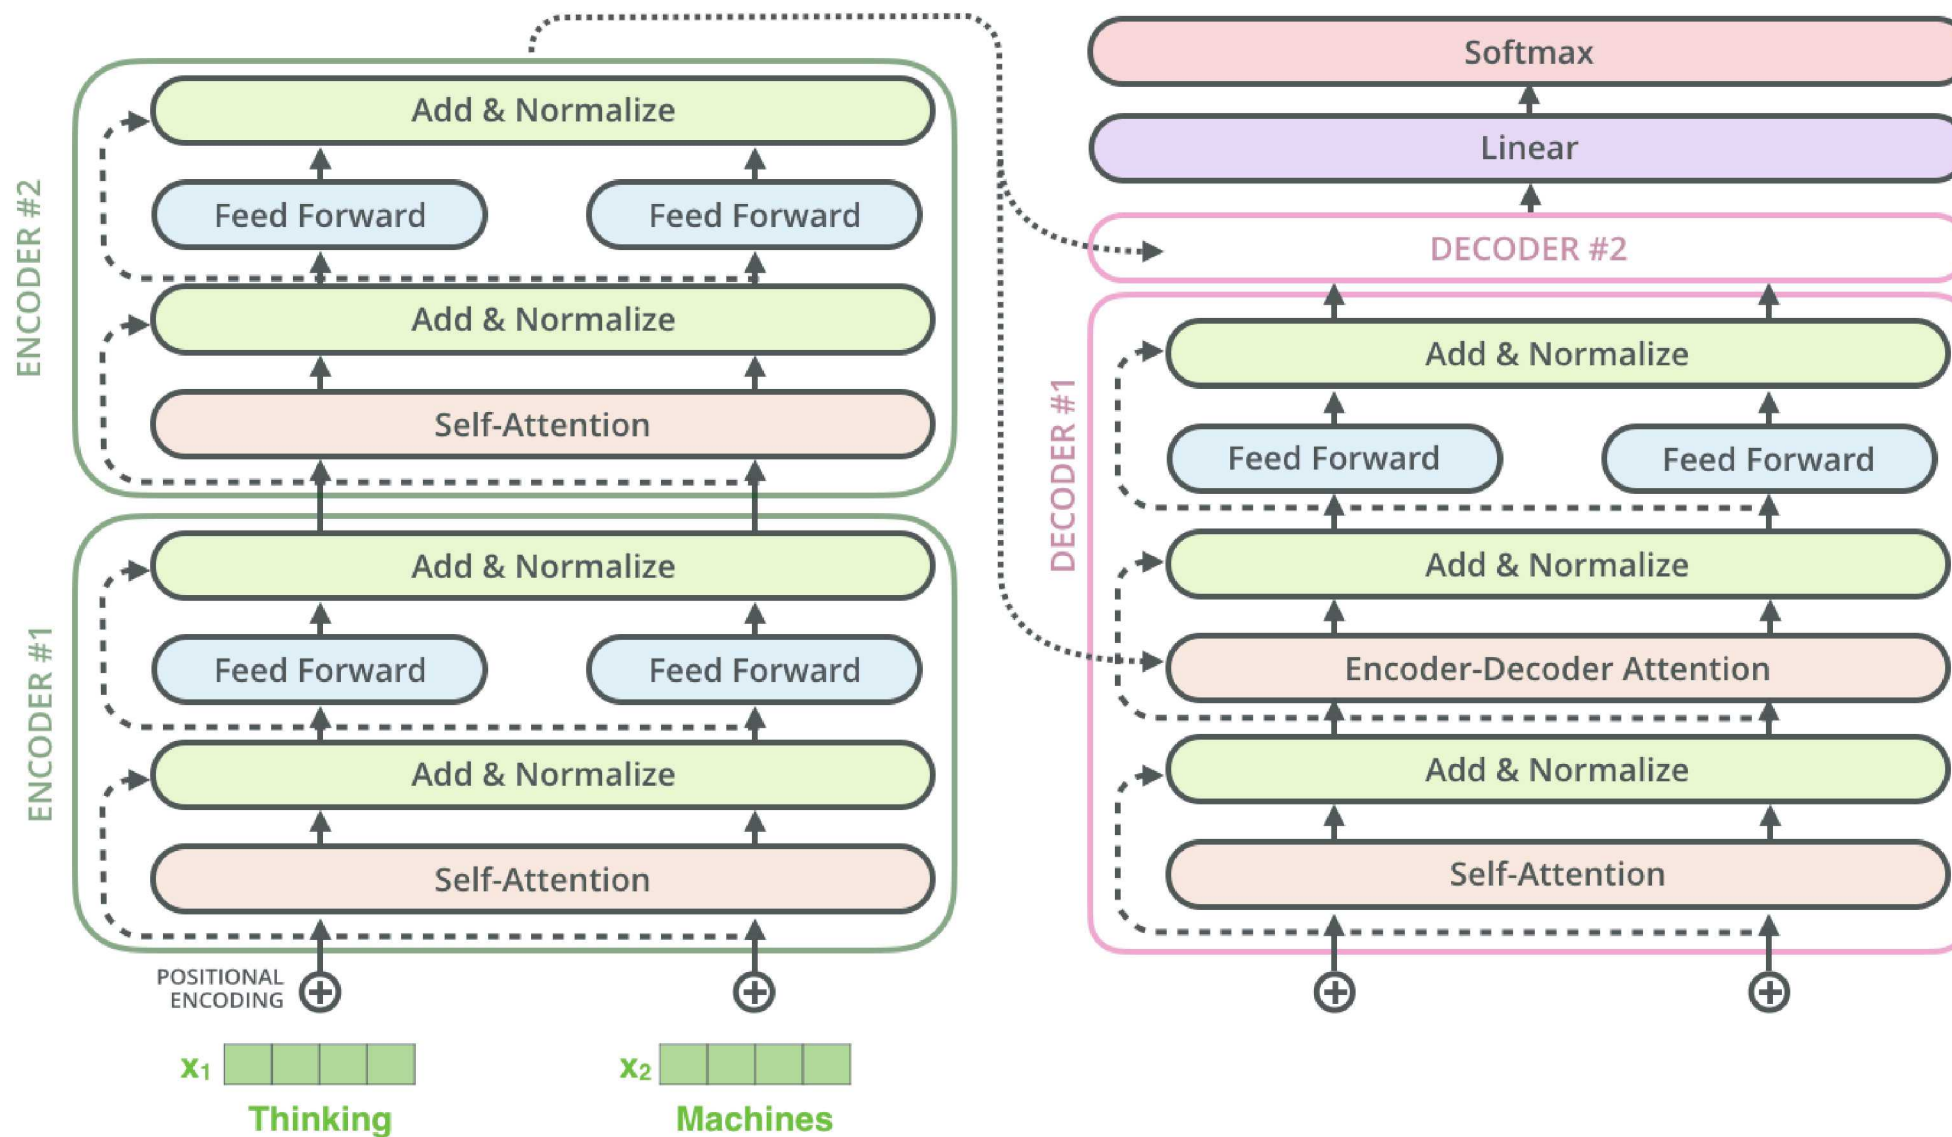 ENCODER #2
Add & Normalize
Feed Forward
Feed Forward
Add & Normalize
Self-Attention
ENCODER #1
Add & Normalize
Feed Forward
Feed Forward
Add & Normalize
Self-Attention
POSITIONAL
ENCODING
x₁
x₂
Thinking
Machines
Softmax
Linear
DECODER #2
DECODER #1
Add & Normalize
Feed Forward
Feed Forward
Add & Normalize
Encoder-Decoder Attention
Add & Normalize
Self-Attention